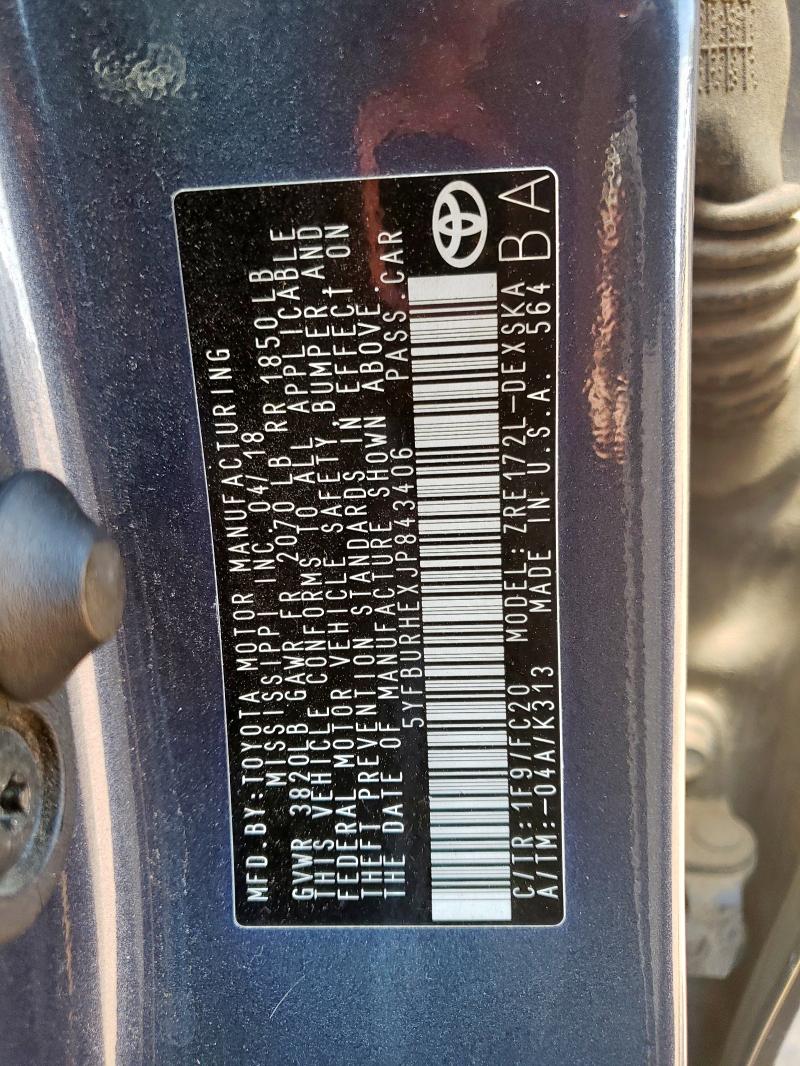 MFD.BY:TOYOTA MOTOR MANUFACTURING
MISSISSIPPI INC 04/18
GVWR 3820LB GAWR FR 2070 LB RR 1850LB
THIS VEHICLE CONFORMS TO ALL APPLICABLE
FEDERAL MOTOR VEHICLE SAFETY, BUMPER AND
THEFT PREVENTION STANDARDS IN EFFECT ON
THE DATE OF MANUFACTURE SHOWN ABOVE.
5YFBURHEXJP843406 PASS.CAR
C/TR:1F9/FC20 MODEL:ZRE172L-DEXSKA
A/TM:-04A/K313 MADE IN U.S.A. 564
BA